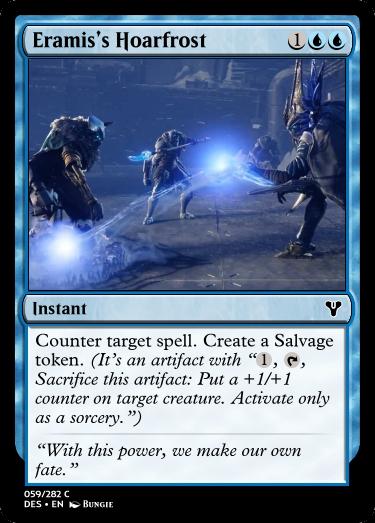 Eramis's Hoarfrost 1
Instant
Counter target spell. Create a Salvage
token. (It's an artifact with "1, ,
Sacrifice this artifact: Put a +1/+1
counter on target creature. Activate only
as a sorcery.")
"With this power, we make our own
fate."
059/282 C
DES • EN Bungie